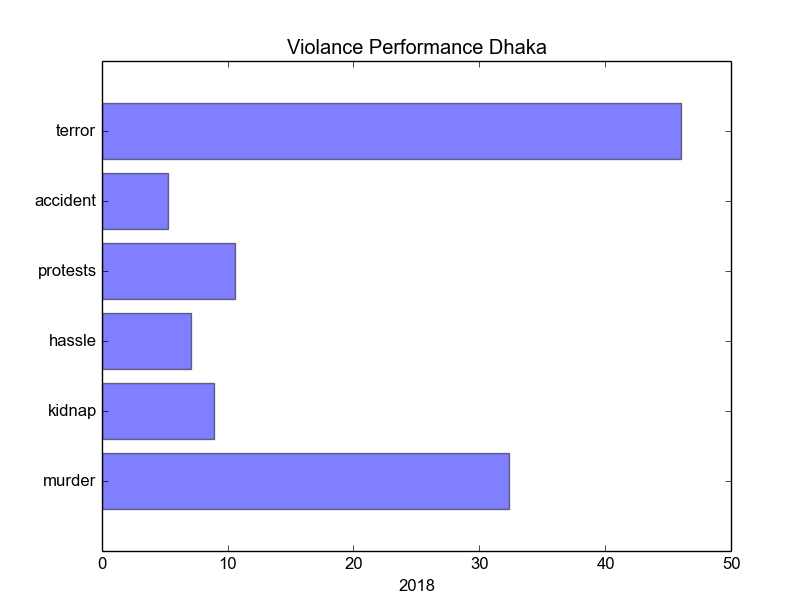 Violance Performance Dhaka
terror
accident
protests
hassle
kidnap
murder
0 10 20 30 40 50
2018